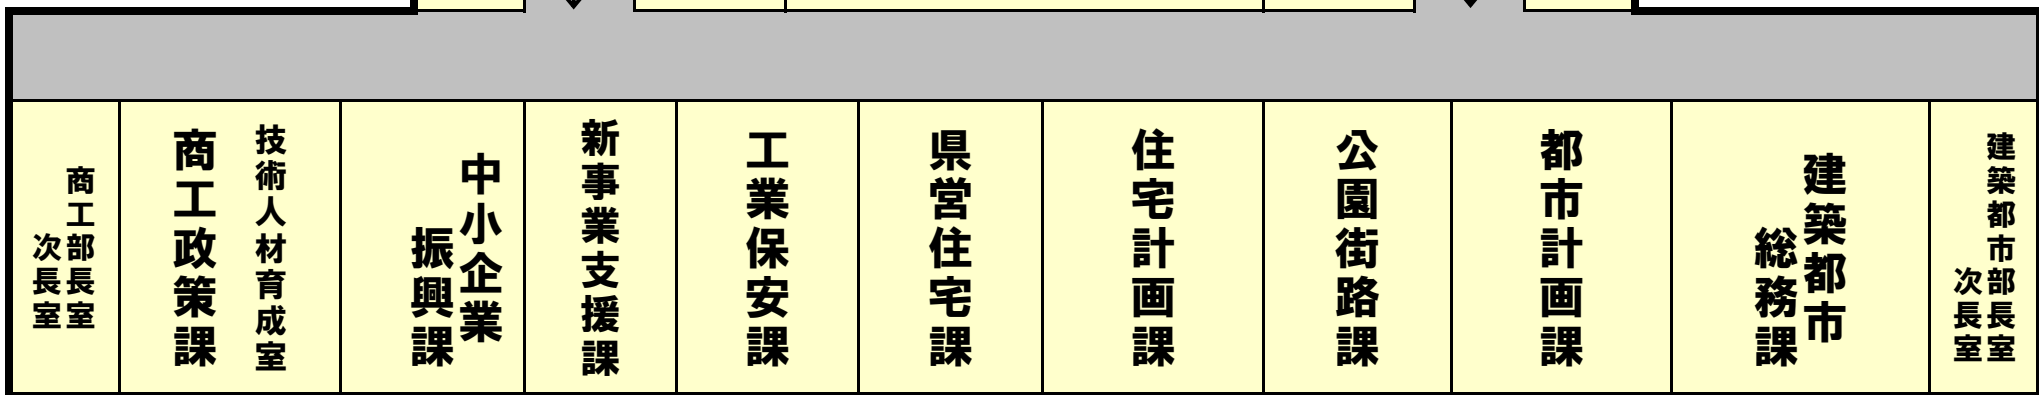 商工部長室
次長室
商工政策課
技術人材育成室
中小企業
振興課
新事業支援課
工業保安課
県営住宅課
住宅計画課
公園街路課
都市計画課
建築都市
総務課
建築都市部長室
次長室